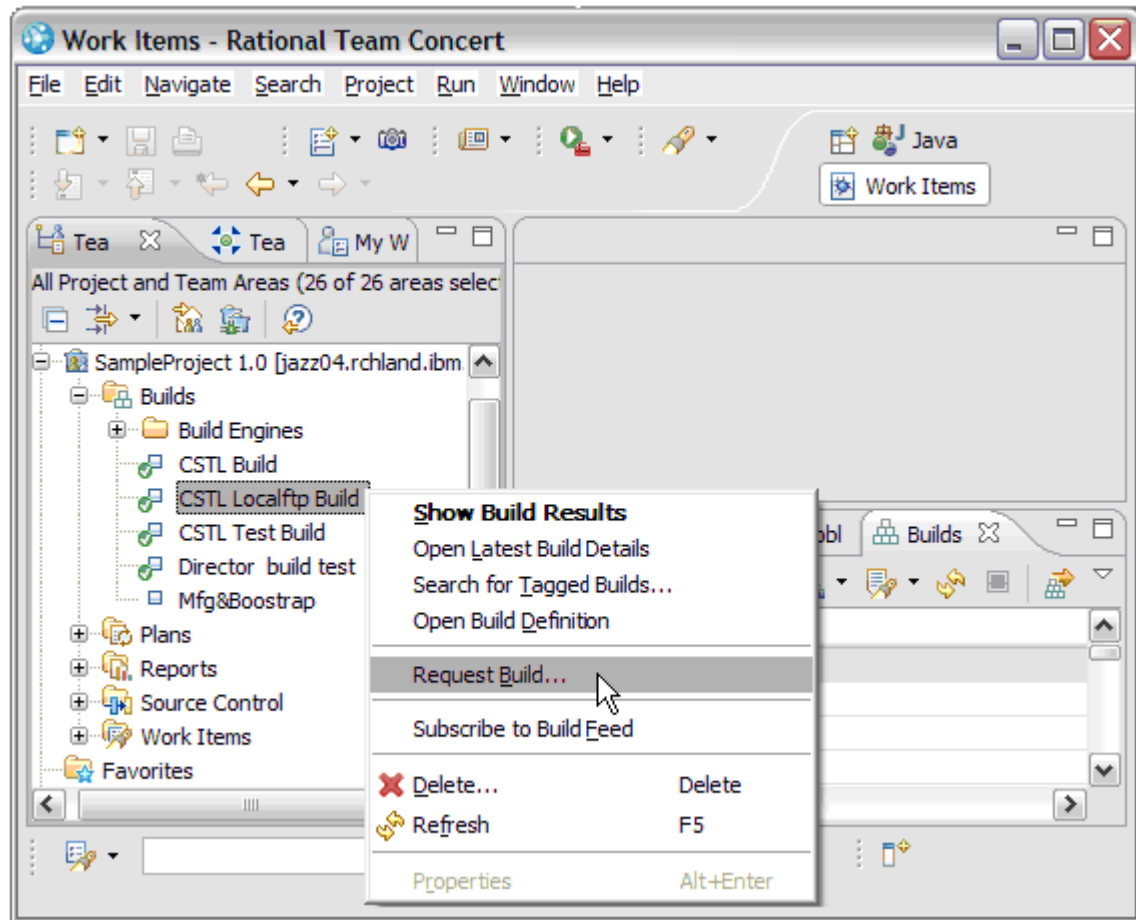 Work Items - Rational Team Concert
File Edit Navigate Search Project Run Window Help
Java
Work Items
Tea Tea My W
All Project and Team Areas (26 of 26 areas selec
SampleProject 1.0 [jazz04.rchland.ibm.
Builds
Build Engines
CSTL Build
CSTL Localftp Build
CSTL Test Build
Director build test
Mfg&Boostrap
Plans
Reports
Source Control
Work Items
Favorites
Show Build Results
Open Latest Build Details
Search for Tagged Builds...
Open Build Definition
Request Build...
Subscribe to Build Feed
Delete... Delete
Refresh F5
Properties Alt+Enter
obl Builds